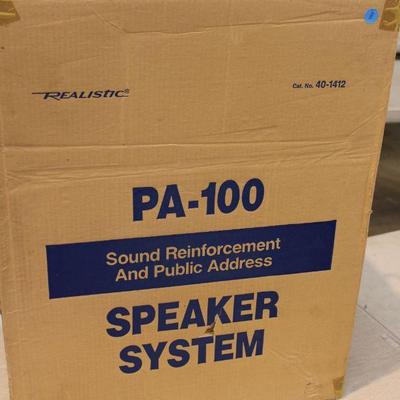 REALISTIC®
Cat. No. 40-1412
PA-100
Sound Reinforcement
And Public Address
SPEAKER
SYSTEM